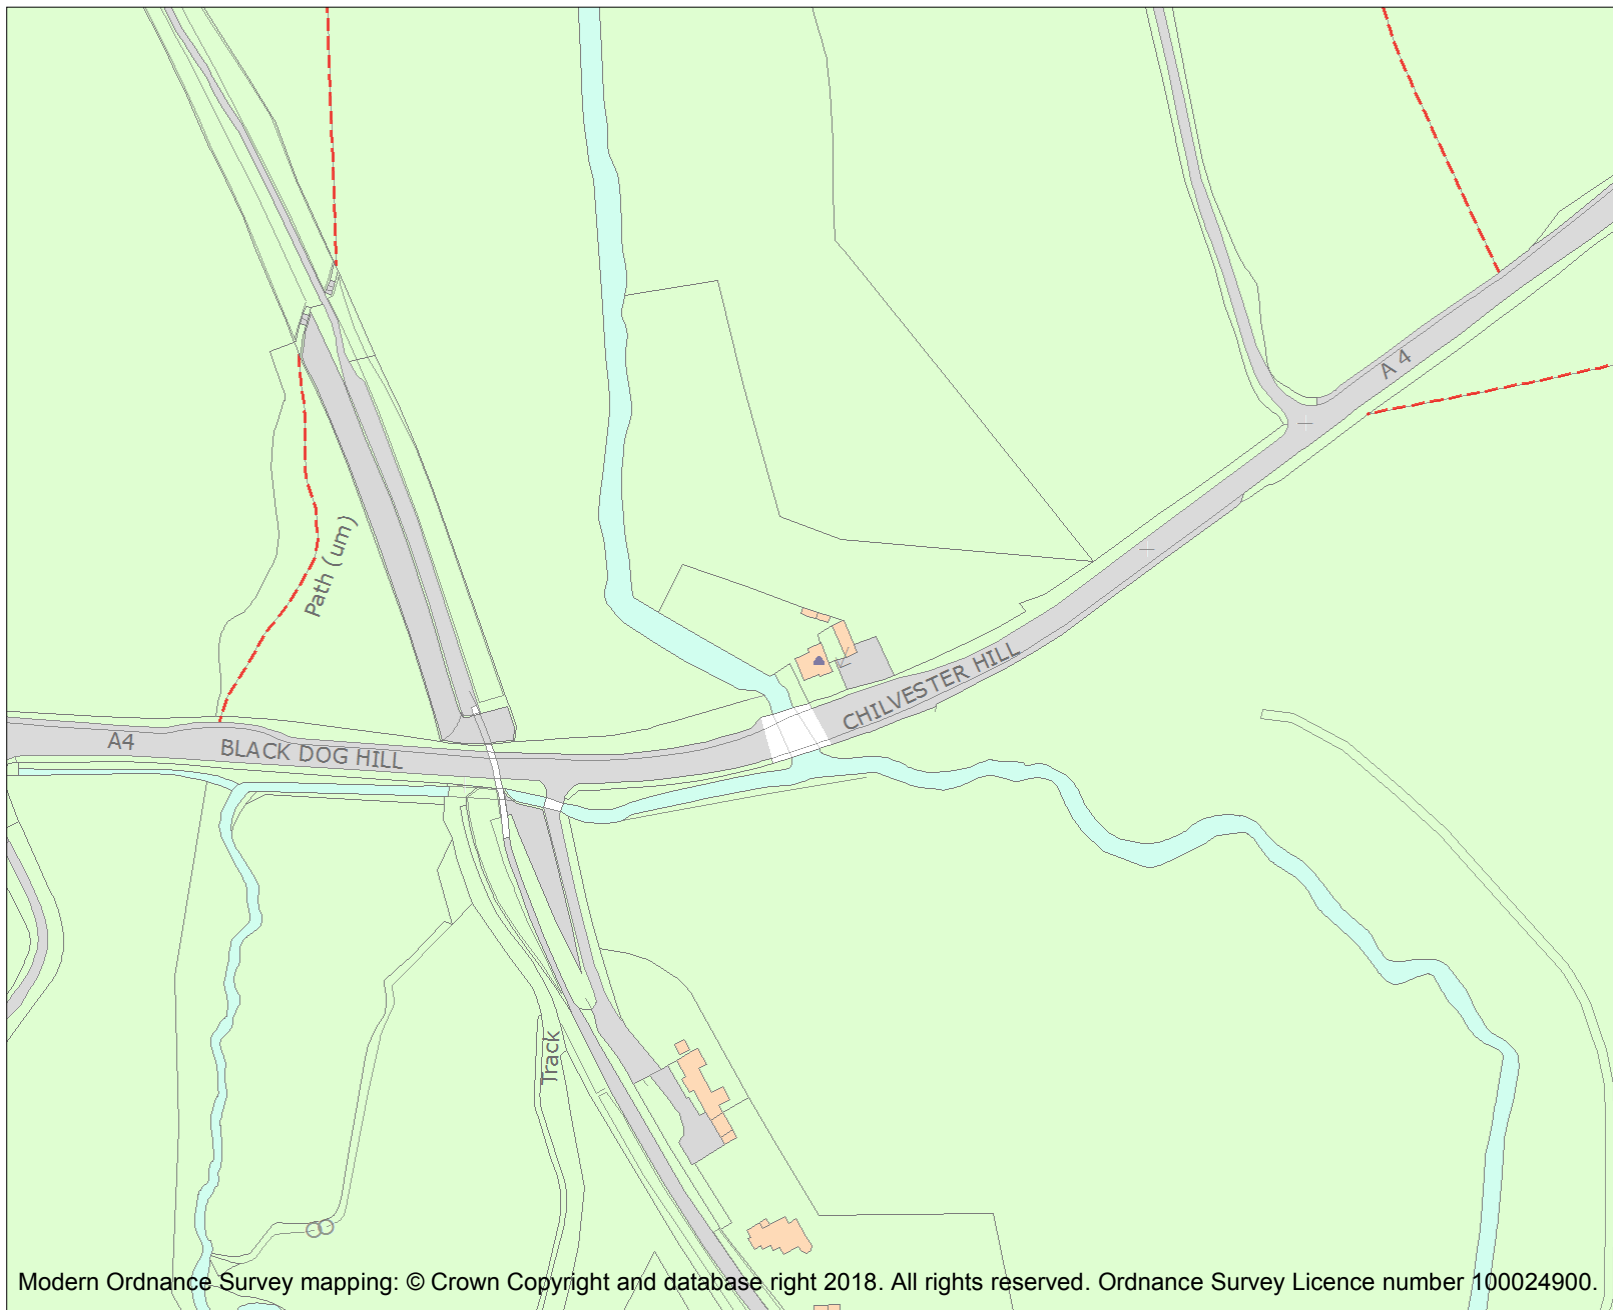 A 4
Path (um)
CHILVESTER HILL
A4
BLACK DOG HILL
Track
Modern Ordnance Survey mapping: © Crown Copyright and database right 2018. All rights reserved. Ordnance Survey Licence number 100024900.